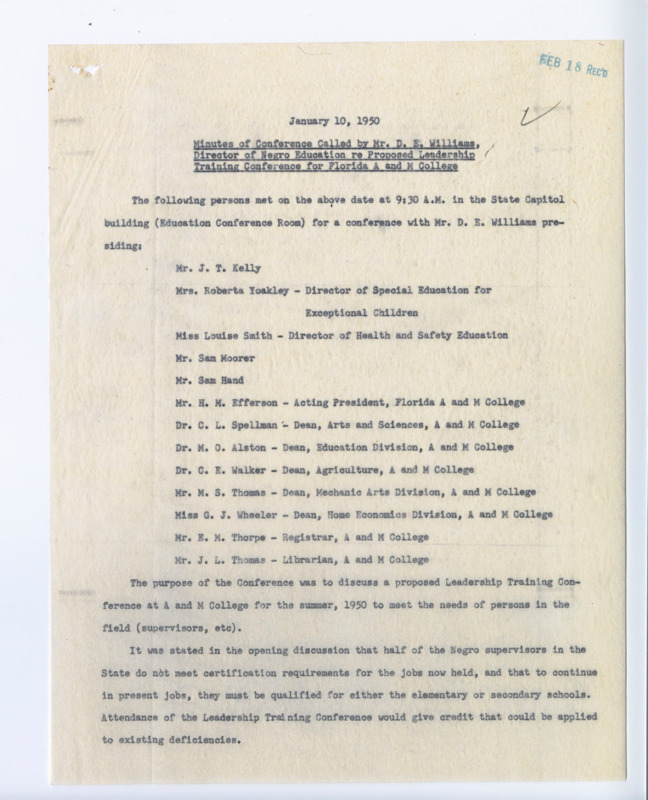 FEB 18 REC'D
January 10, 1950
Minutes of Conference Called by Mr. D. E. Williams,
Director of Negro Education re Proposed Leadership
Training Conference for Florida A and M College
The following persons met on the above date at 9:30 A.M. in the State Capitol
building (Education Conference Room) for a conference with Mr. D. E. Williams pre-
siding:
Mr. J. T. Kelly
Mrs. Roberta Yoakley - Director of Special Education for
Exceptional Children
Miss Louise Smith - Director of Health and Safety Education
Mr. Sam Moorer
Mr. Sam Hand
Mr. H. M. Efferson - Acting President, Florida A and M College
Dr. C. L. Spellman - Dean, Arts and Sciences, A and M College
Dr. M. O. Alston - Dean, Education Division, A and M College
Dr. C. E. Walker - Dean, Agriculture, A and M College
Mr. M. S. Thomas - Dean, Mechanic Arts Division, A and M College
Miss G. J. Wheeler - Dean, Home Economics Division, A and M College
Mr. E. M. Thorpe - Registrar, A and M College
Mr. J. L. Thomas - Librarian, A and M College
The purpose of the Conference was to discuss a proposed Leadership Training Con-
ference at A and M College for the summer, 1950 to meet the needs of persons in the
field (supervisors, etc).
It was stated in the opening discussion that half of the Negro supervisors in the
State do not meet certification requirements for the jobs now held, and that to continue
in present jobs, they must be qualified for either the elementary or secondary schools.
Attendance of the Leadership Training Conference would give credit that could be applied
to existing deficiencies.